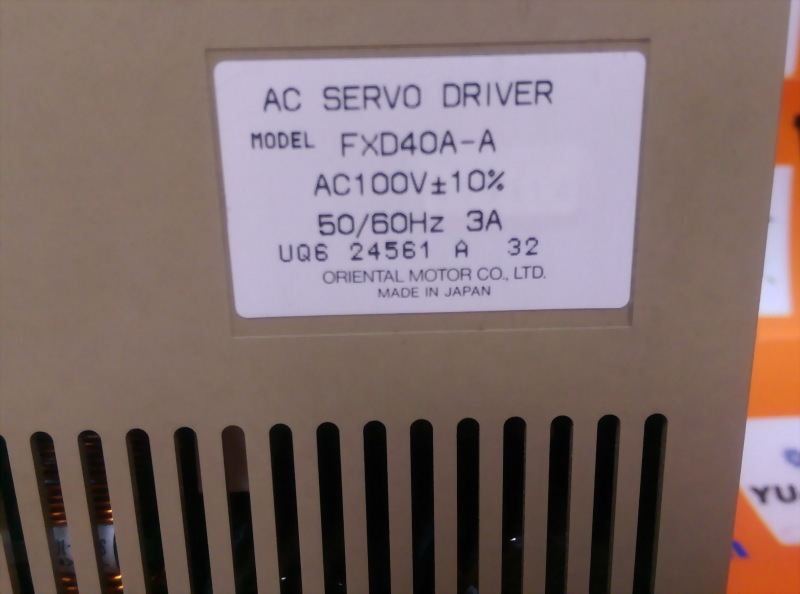 AC SERVO DRIVER
MODEL FXD40A-A
AC100V±10%
50/60Hz 3A
UQ6 24561 A 32
ORIENTAL MOTOR CO., LTD.
MADE IN JAPAN